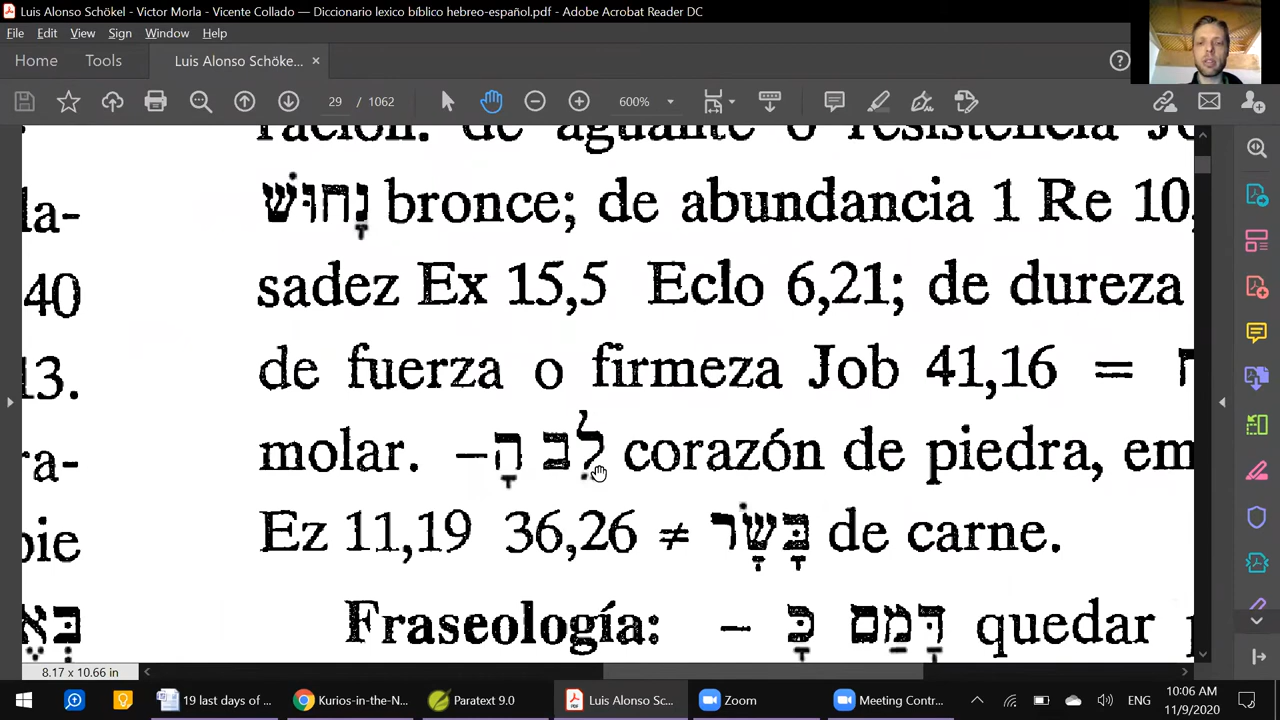 Luis Alonso Schökel - Victor Morla - Vicente Collado — Diccionario lexico bíblico hebreo-español.pdf - Adobe Acrobat Reader DC
File Edit View Sign Window Help
Home Tools Luis Alonso Schöke... ×
29 / 1062 600%
ración. de aguante o resistencia
נָחוּשׁ bronce; de abundancia 1 Re 10,
la-
sadez Ex 15,5 Eclo 6,21; de dureza
40
de fuerza o firmeza Job 41,16 =
13.
molar. לִב הָ– corazón de piedra, em
ra-
Ez 11,19 36,26 ≠ בָּשָׂר de carne.
Fraseología: דָּמַם כָּ – quedar
8.17 x 10.66 in
19 last days of ... Kurios-in-the-N... Paratext 9.0 Luis Alonso Sc... Zoom Meeting Contr... ENG 10:06 AM
11/9/2020